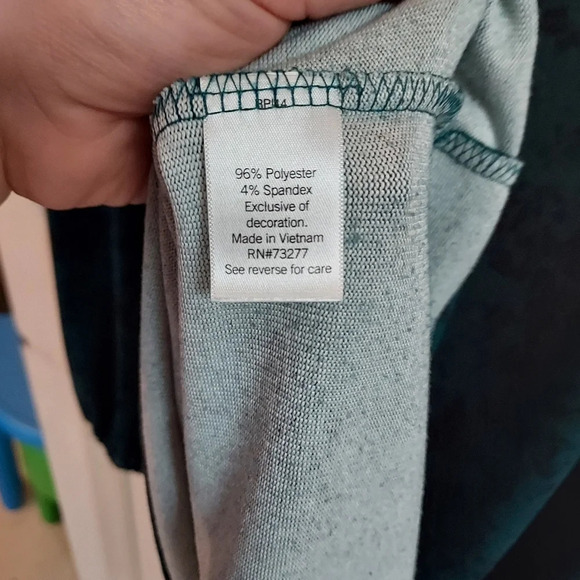 96% Polyester
4% Spandex
Exclusive of
decoration.
Made in Vietnam
RN#73277
See reverse for care